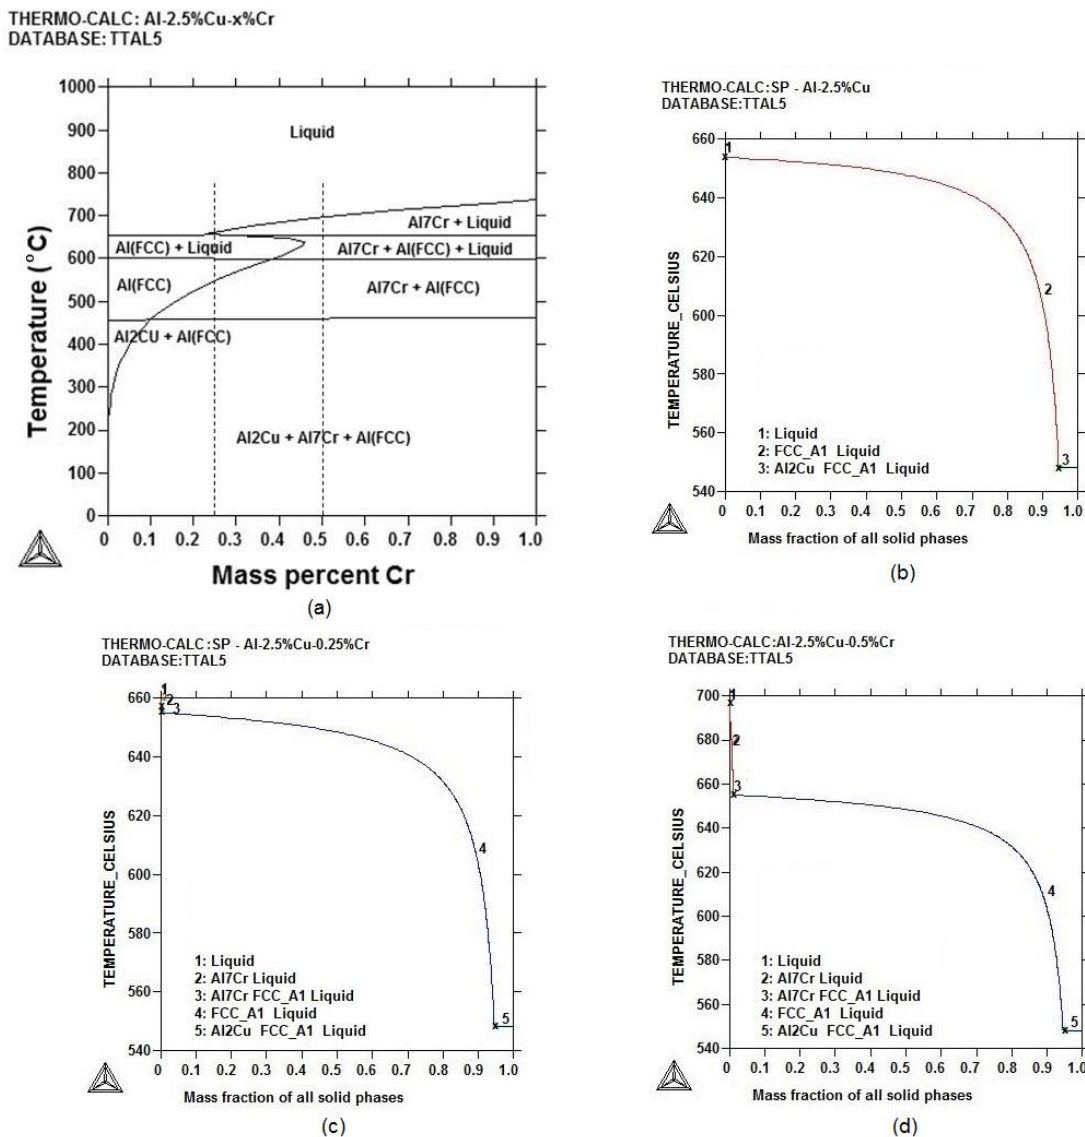 THERMO-CALC: Al-2.5%Cu-x%Cr
DATABASE:TTAL5
1000
900
800
700
600
500
400
300
200
100
0
Temperature (°C)
Liquid
Al7Cr + Liquid
Al(FCC) + Liquid
Al7Cr + Al(FCC) + Liquid
Al(FCC)
Al7Cr + Al(FCC)
Al2CU + Al(FCC)
Al2Cu + Al7Cr + Al(FCC)
0 0.1 0.2 0.3 0.4 0.5 0.6 0.7 0.8 0.9 1.0
Mass percent Cr
(a)
THERMO-CALC:SP - Al-2.5%Cu
DATABASE:TTAL5
660
640
620
600
580
560
540
TEMPERATURE_CELSIUS
1
2
3
1: Liquid
2: FCC_A1 Liquid
3: Al2Cu FCC_A1 Liquid
0 0.1 0.2 0.3 0.4 0.5 0.6 0.7 0.8 0.9 1.0
Mass fraction of all solid phases
(b)
THERMO-CALC:SP - Al-2.5%Cu-0.25%Cr
DATABASE:TTAL5
660
640
620
600
580
560
540
TEMPERATURE_CELSIUS
1
2
3
4
5
1: Liquid
2: Al7Cr Liquid
3: Al7Cr FCC_A1 Liquid
4: FCC_A1 Liquid
5: Al2Cu FCC_A1 Liquid
0 0.1 0.2 0.3 0.4 0.5 0.6 0.7 0.8 0.9 1.0
Mass fraction of all solid phases
(c)
THERMO-CALC:Al-2.5%Cu-0.5%Cr
DATABASE:TTAL5
700
680
660
640
620
600
580
560
540
TEMPERATURE_CELSIUS
1
2
3
4
5
1: Liquid
2: Al7Cr Liquid
3: Al7Cr FCC_A1 Liquid
4: FCC_A1 Liquid
5: Al2Cu FCC_A1 Liquid
0 0.1 0.2 0.3 0.4 0.5 0.6 0.7 0.8 0.9 1.0
Mass fraction of all solid phases
(d)